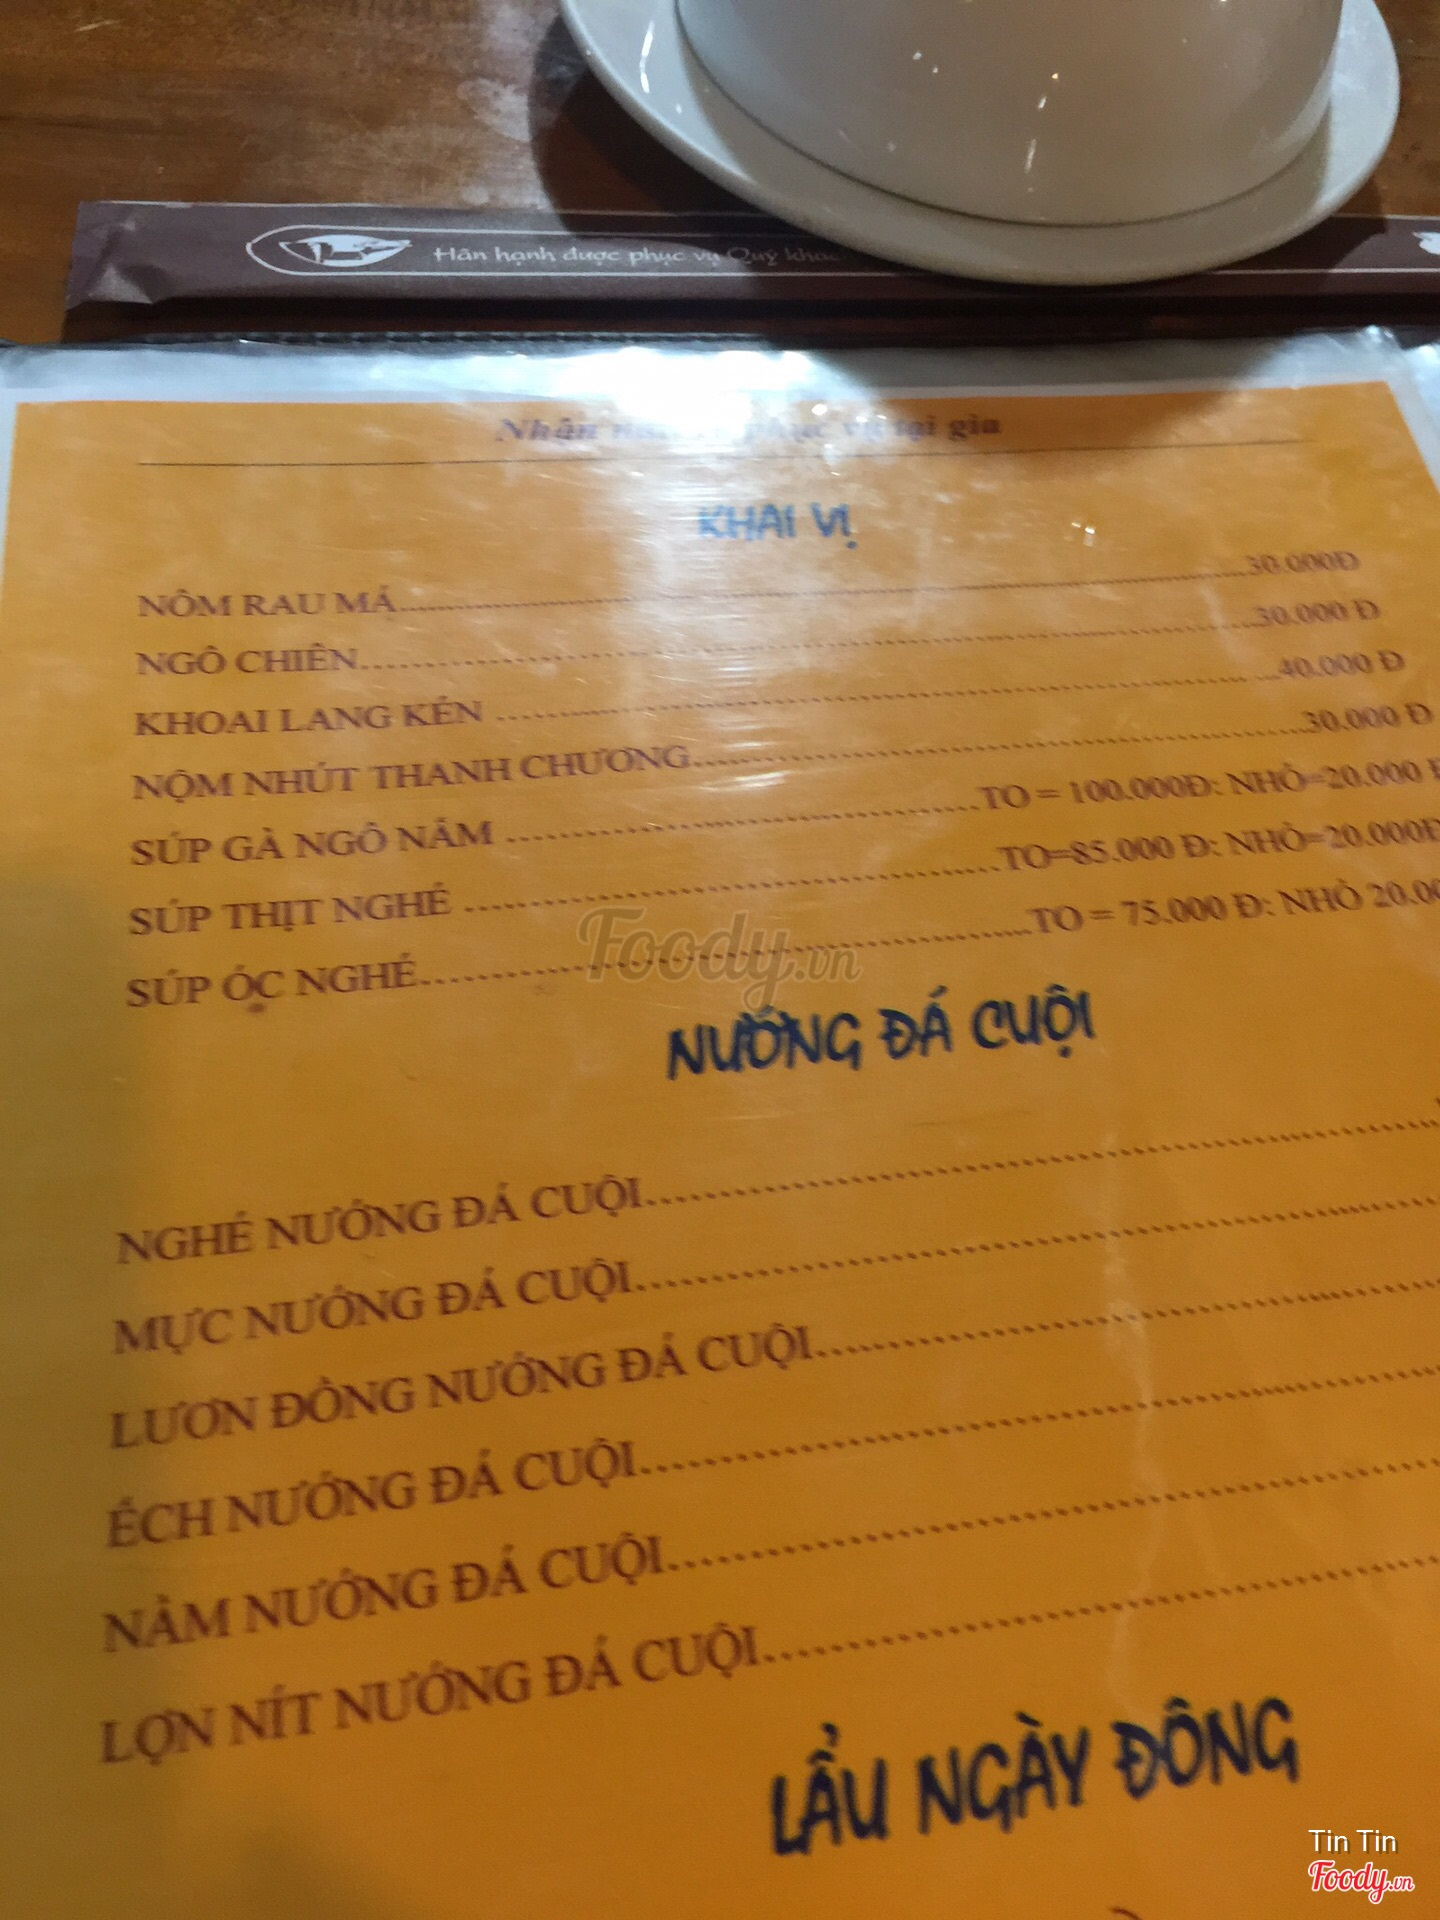 Hân hạnh được phục vụ Quý khác
Nhận phục vụ tại gia
KHAI VỊ
NỘM RAU MÁ........30.000Đ
NGÔ CHIÊN........30.000 Đ
KHOAI LANG KÉN ........40.000 Đ
NỘM NHÚT THANH CHƯƠNG........30.000 Đ
SÚP GÀ NGÔ NẤM ........TO = 100.000Đ: NHỎ=20.000 Đ
SÚP THỊT NGHÉ ........TO=85.000 Đ: NHỎ=20.000Đ
SÚP ÓC NGHÉ........TO = 75.000 Đ: NHỎ 20.00
NƯỚNG ĐÁ CUỘI
NGHÉ NƯỚNG ĐÁ CUỘI........
MỰC NƯỚNG ĐÁ CUỘI........
LƯƠN ĐỒNG NƯỚNG ĐÁ CUỘI........
ẾCH NƯỚNG ĐÁ CUỘI........
NẦM NƯỚNG ĐÁ CUỘI........
LỢN NÍT NƯỚNG ĐÁ CUỘI........
LẨU NGÀY ĐÔNG
Foody.vn
Tin Tin
Foody.vn